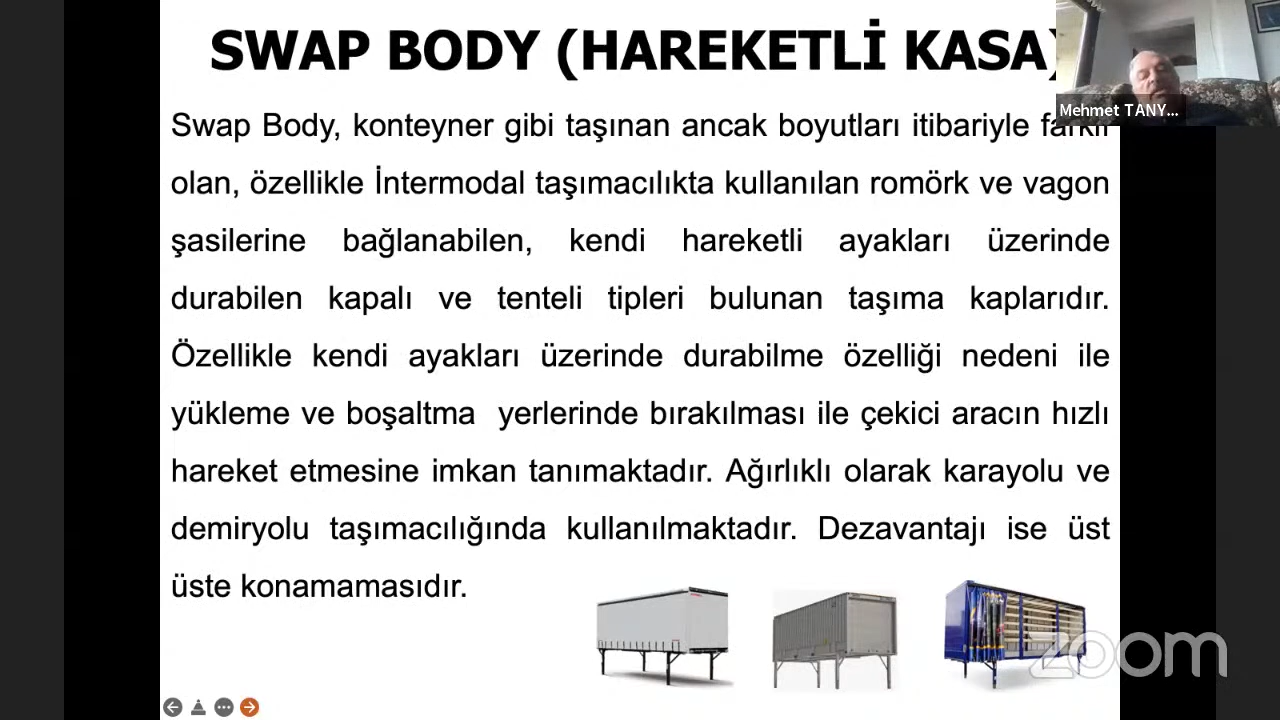 SWAP BODY (HAREKETLİ KASA)
Mehmet TANY...
Swap Body, konteyner gibi taşınan ancak boyutları itibariyle farklı
olan, özellikle İntermodal taşımacılıkta kullanılan romörk ve vagon
şasilerine bağlanabilen, kendi hareketli ayakları üzerinde
durabilen kapalı ve tenteli tipleri bulunan taşıma kaplarıdır.
Özellikle kendi ayakları üzerinde durabilme özelliği nedeni ile
yükleme ve boşaltma yerlerinde bırakılması ile çekici aracın hızlı
hareket etmesine imkan tanımaktadır. Ağırlıklı olarak karayolu ve
demiryolu taşımacılığında kullanılmaktadır. Dezavantajı ise üst
üste konamamasıdır.
zoom